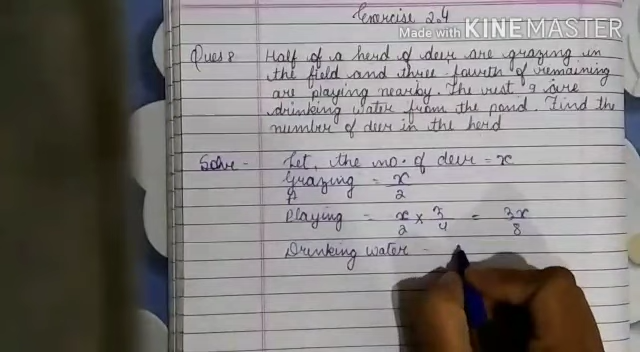 Exercise 2.4
Made with KINEMASTER
Ques 8 Half of a herd of deer are grazing in
the field and three fourth of remaining
are playing nearby. The rest 9 are
drinking water from the pond. Find the
number of deer in the herd
Solve - Let, the no. of deer = x
Grazing = x/2
Playing = x/2 × 3/4 = 3x/8
Drinking water -